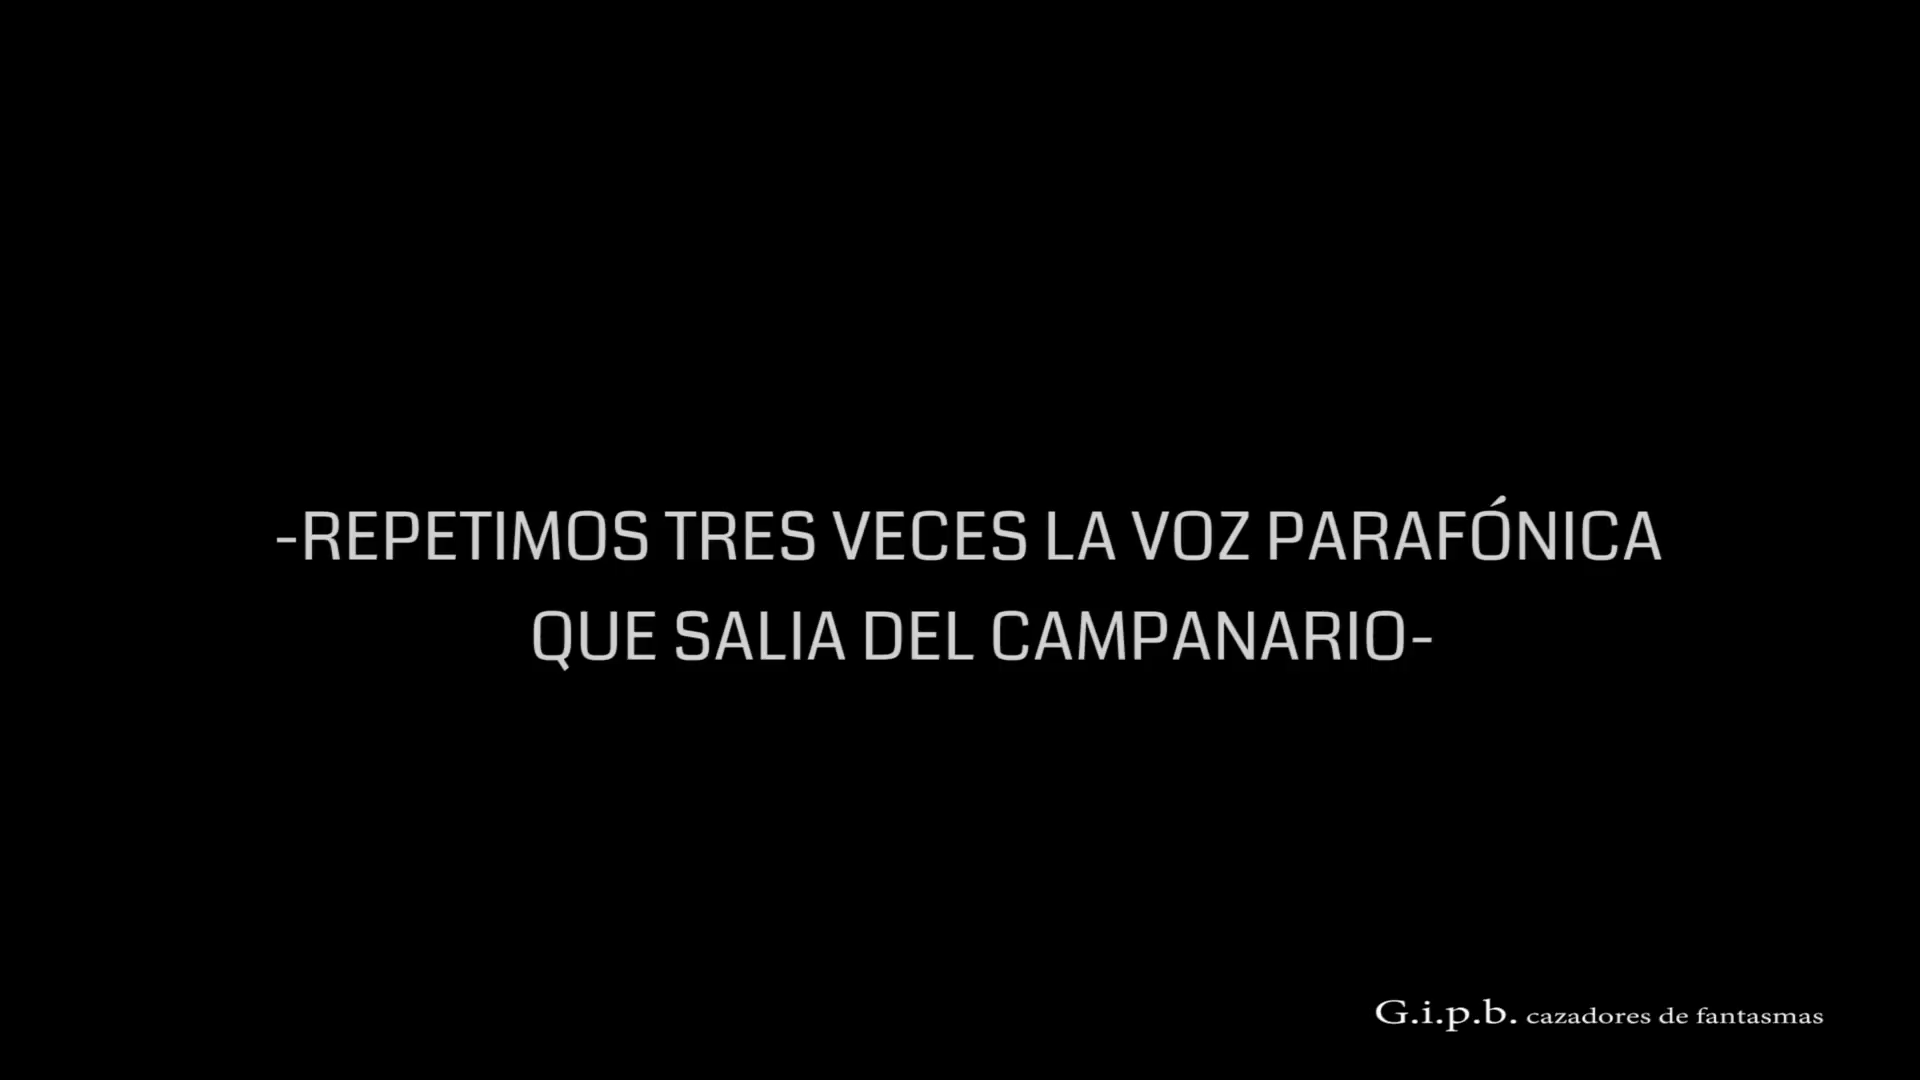 -REPETIMOS TRES VECES LA VOZ PARAFÓNICA
QUE SALIA DEL CAMPANARIO-
G.i.p.b. cazadores de fantasmas